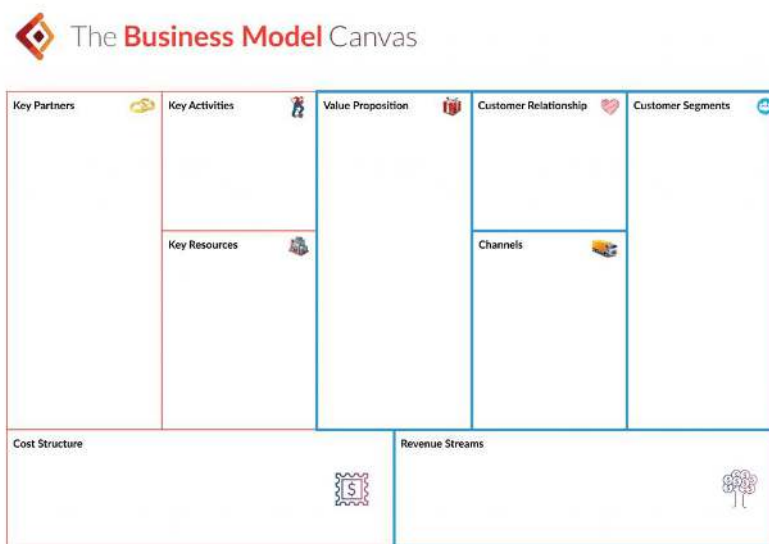 The Business Model Canvas
Key Partners
Key Activities
Value Proposition
Customer Relationship
Customer Segments
Key Resources
Channels
Cost Structure
Revenue Streams
$